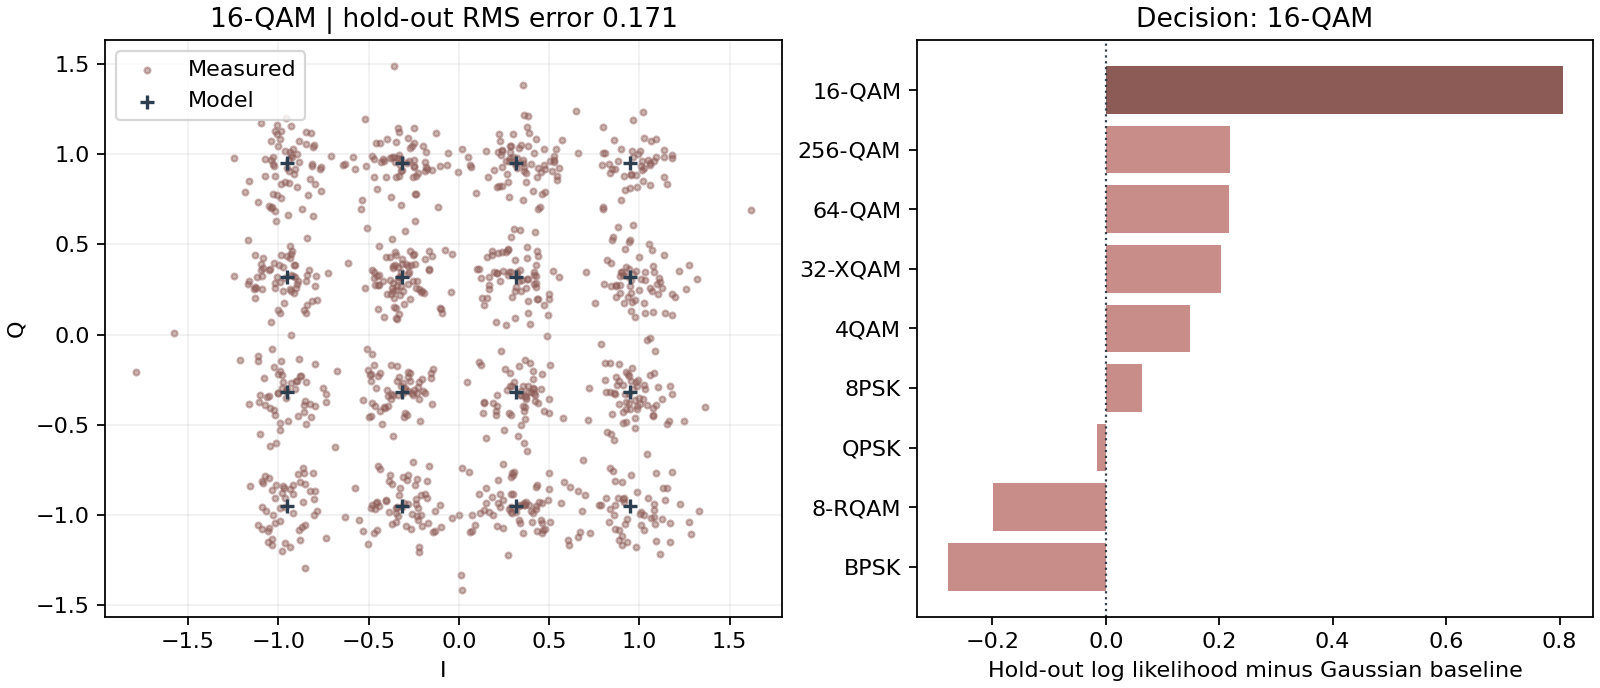 16-QAM | hold-out RMS error 0.171
Measured
Model
1.5
1.0
0.5
0.0
−0.5
−1.0
−1.5
Q
−1.5
−1.0
−0.5
0.0
0.5
1.0
1.5
I
Decision: 16-QAM
16-QAM
256-QAM
64-QAM
32-XQAM
4QAM
8PSK
QPSK
8-RQAM
BPSK
−0.2
0.0
0.2
0.4
0.6
0.8
Hold-out log likelihood minus Gaussian baseline